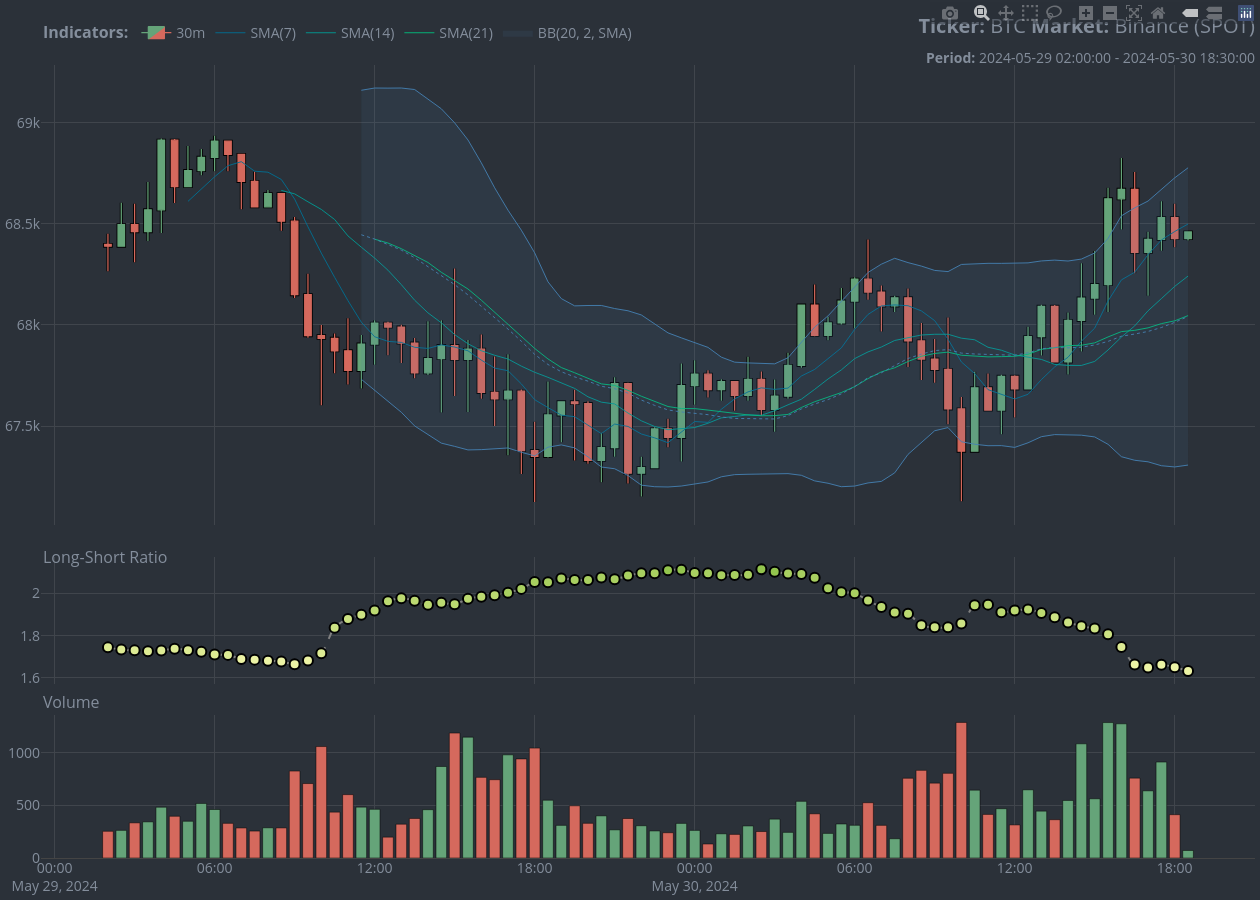 Indicators: 30m SMA(7) SMA(14) SMA(21) BB(20, 2, SMA)
Ticker: BTC Market: Binance (SPOT)
Period: 2024-05-29 02:00:00 - 2024-05-30 18:30:00
69k
68.5k
68k
67.5k
Long-Short Ratio
2
1.8
1.6
Volume
1000
500
0
00:00 06:00 12:00 18:00 00:00 06:00 12:00 18:00
May 29, 2024 May 30, 2024